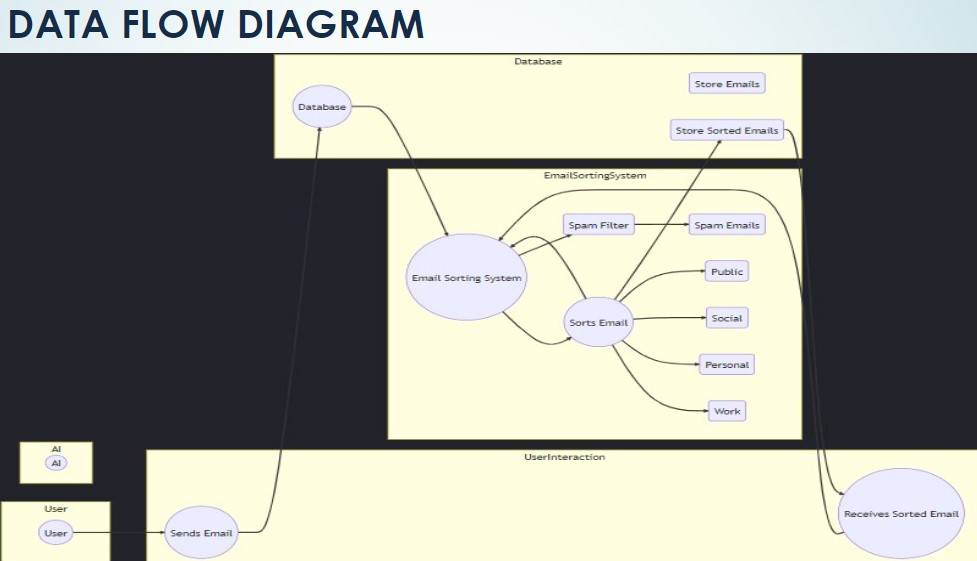 DATA FLOW DIAGRAM
Database
Store Emails
Database
Store Sorted Emails
EmailSortingSystem
Spam Filter
Spam Emails
Email Sorting System
Public
Sorts Email
Social
Personal
Work
AI
AI
UserInteraction
User
User
Sends Email
Receives Sorted Email